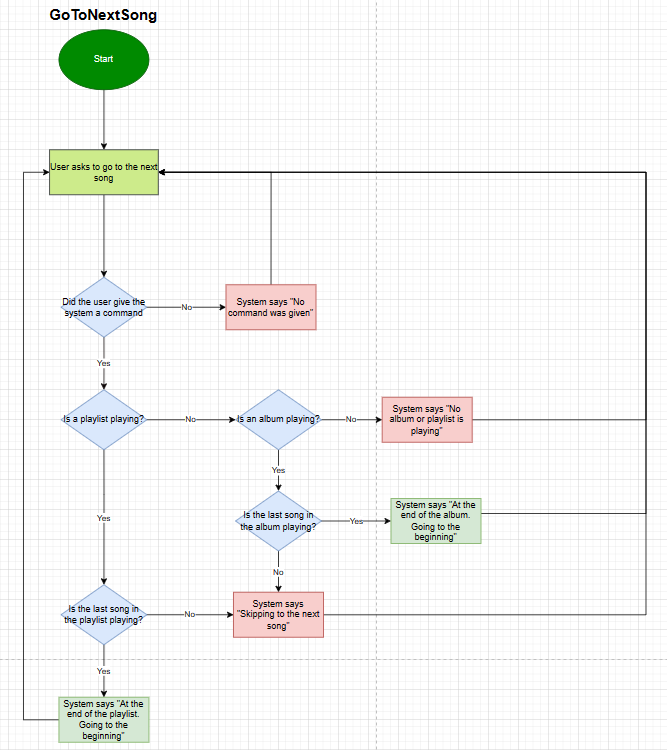 GoToNextSong
Start
User asks to go to the next
song
Did the user give the
system a command
No
System says "No
command was given"
Yes
Is a playlist playing?
No
Is an album playing?
No
System says "No
album or playlist is
playing"
Yes
Is the last song in
the album playing?
Yes
System says "At the
end of the album.
Going to the
beginning"
Yes
No
Is the last song in
the playlist playing?
No
System says
"Skipping to the next
song"
Yes
System says "At the
end of the playlist.
Going to the
beginning"